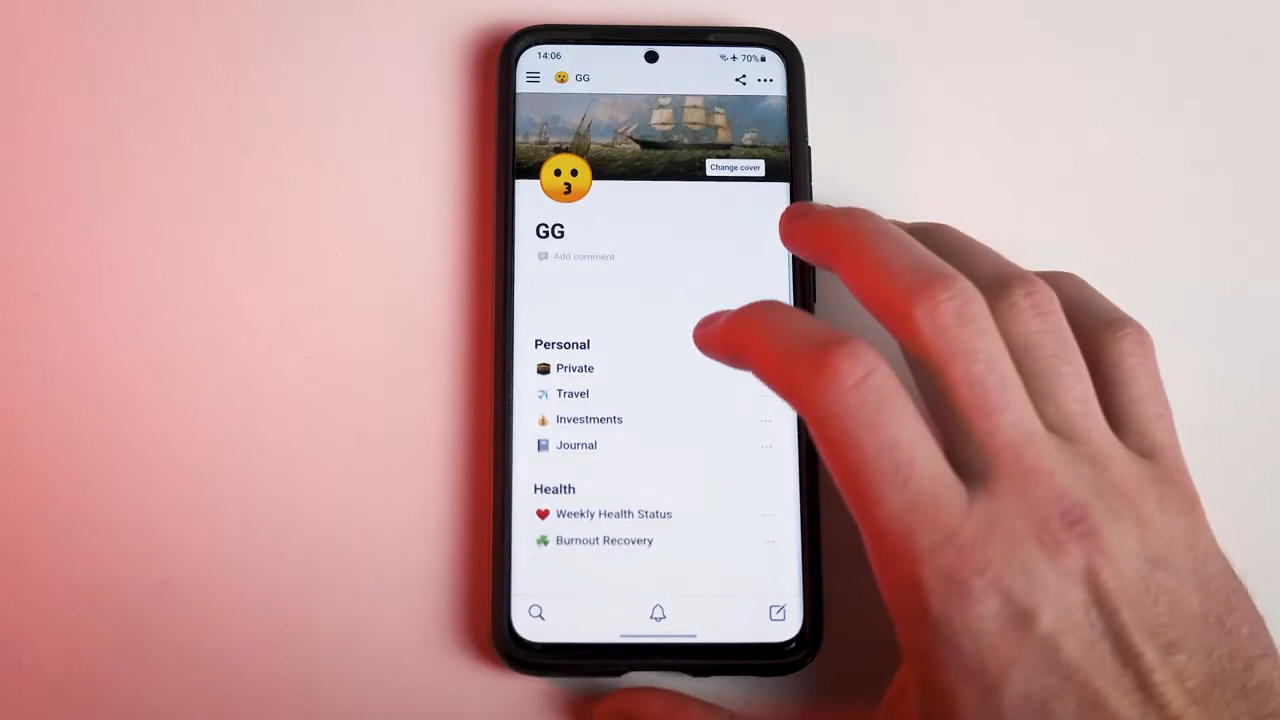 14:06
70%
GG
Change cover
GG
Add comment
Personal
Private
Travel
Investments
Journal
Health
Weekly Health Status
Burnout Recovery